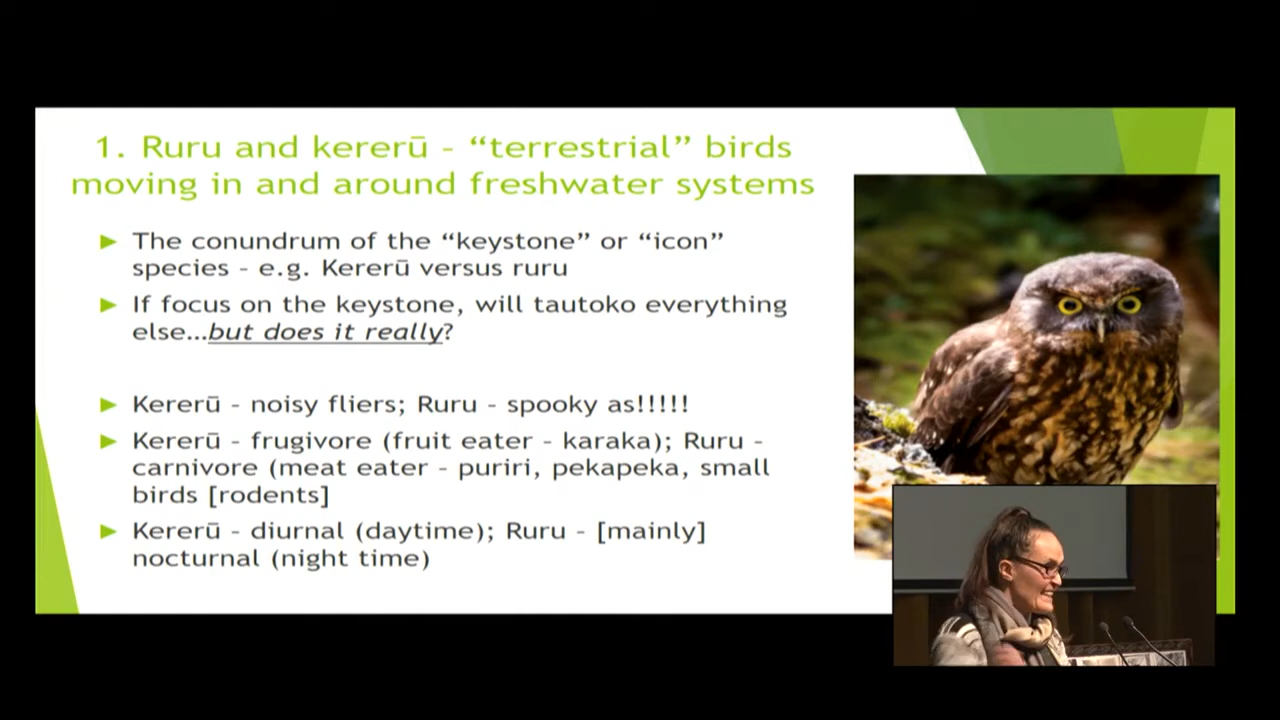 1. Ruru and kererū - “terrestrial” birds
moving in and around freshwater systems
The conundrum of the “keystone” or “icon”
species - e.g. Kererū versus ruru
If focus on the keystone, will tautoko everything
else...but does it really?
Kererū - noisy fliers; Ruru - spooky as!!!!!
Kererū - frugivore (fruit eater - karaka); Ruru -
carnivore (meat eater - puriri, pekapeka, small
birds [rodents]
Kererū - diurnal (daytime); Ruru - [mainly]
nocturnal (night time)